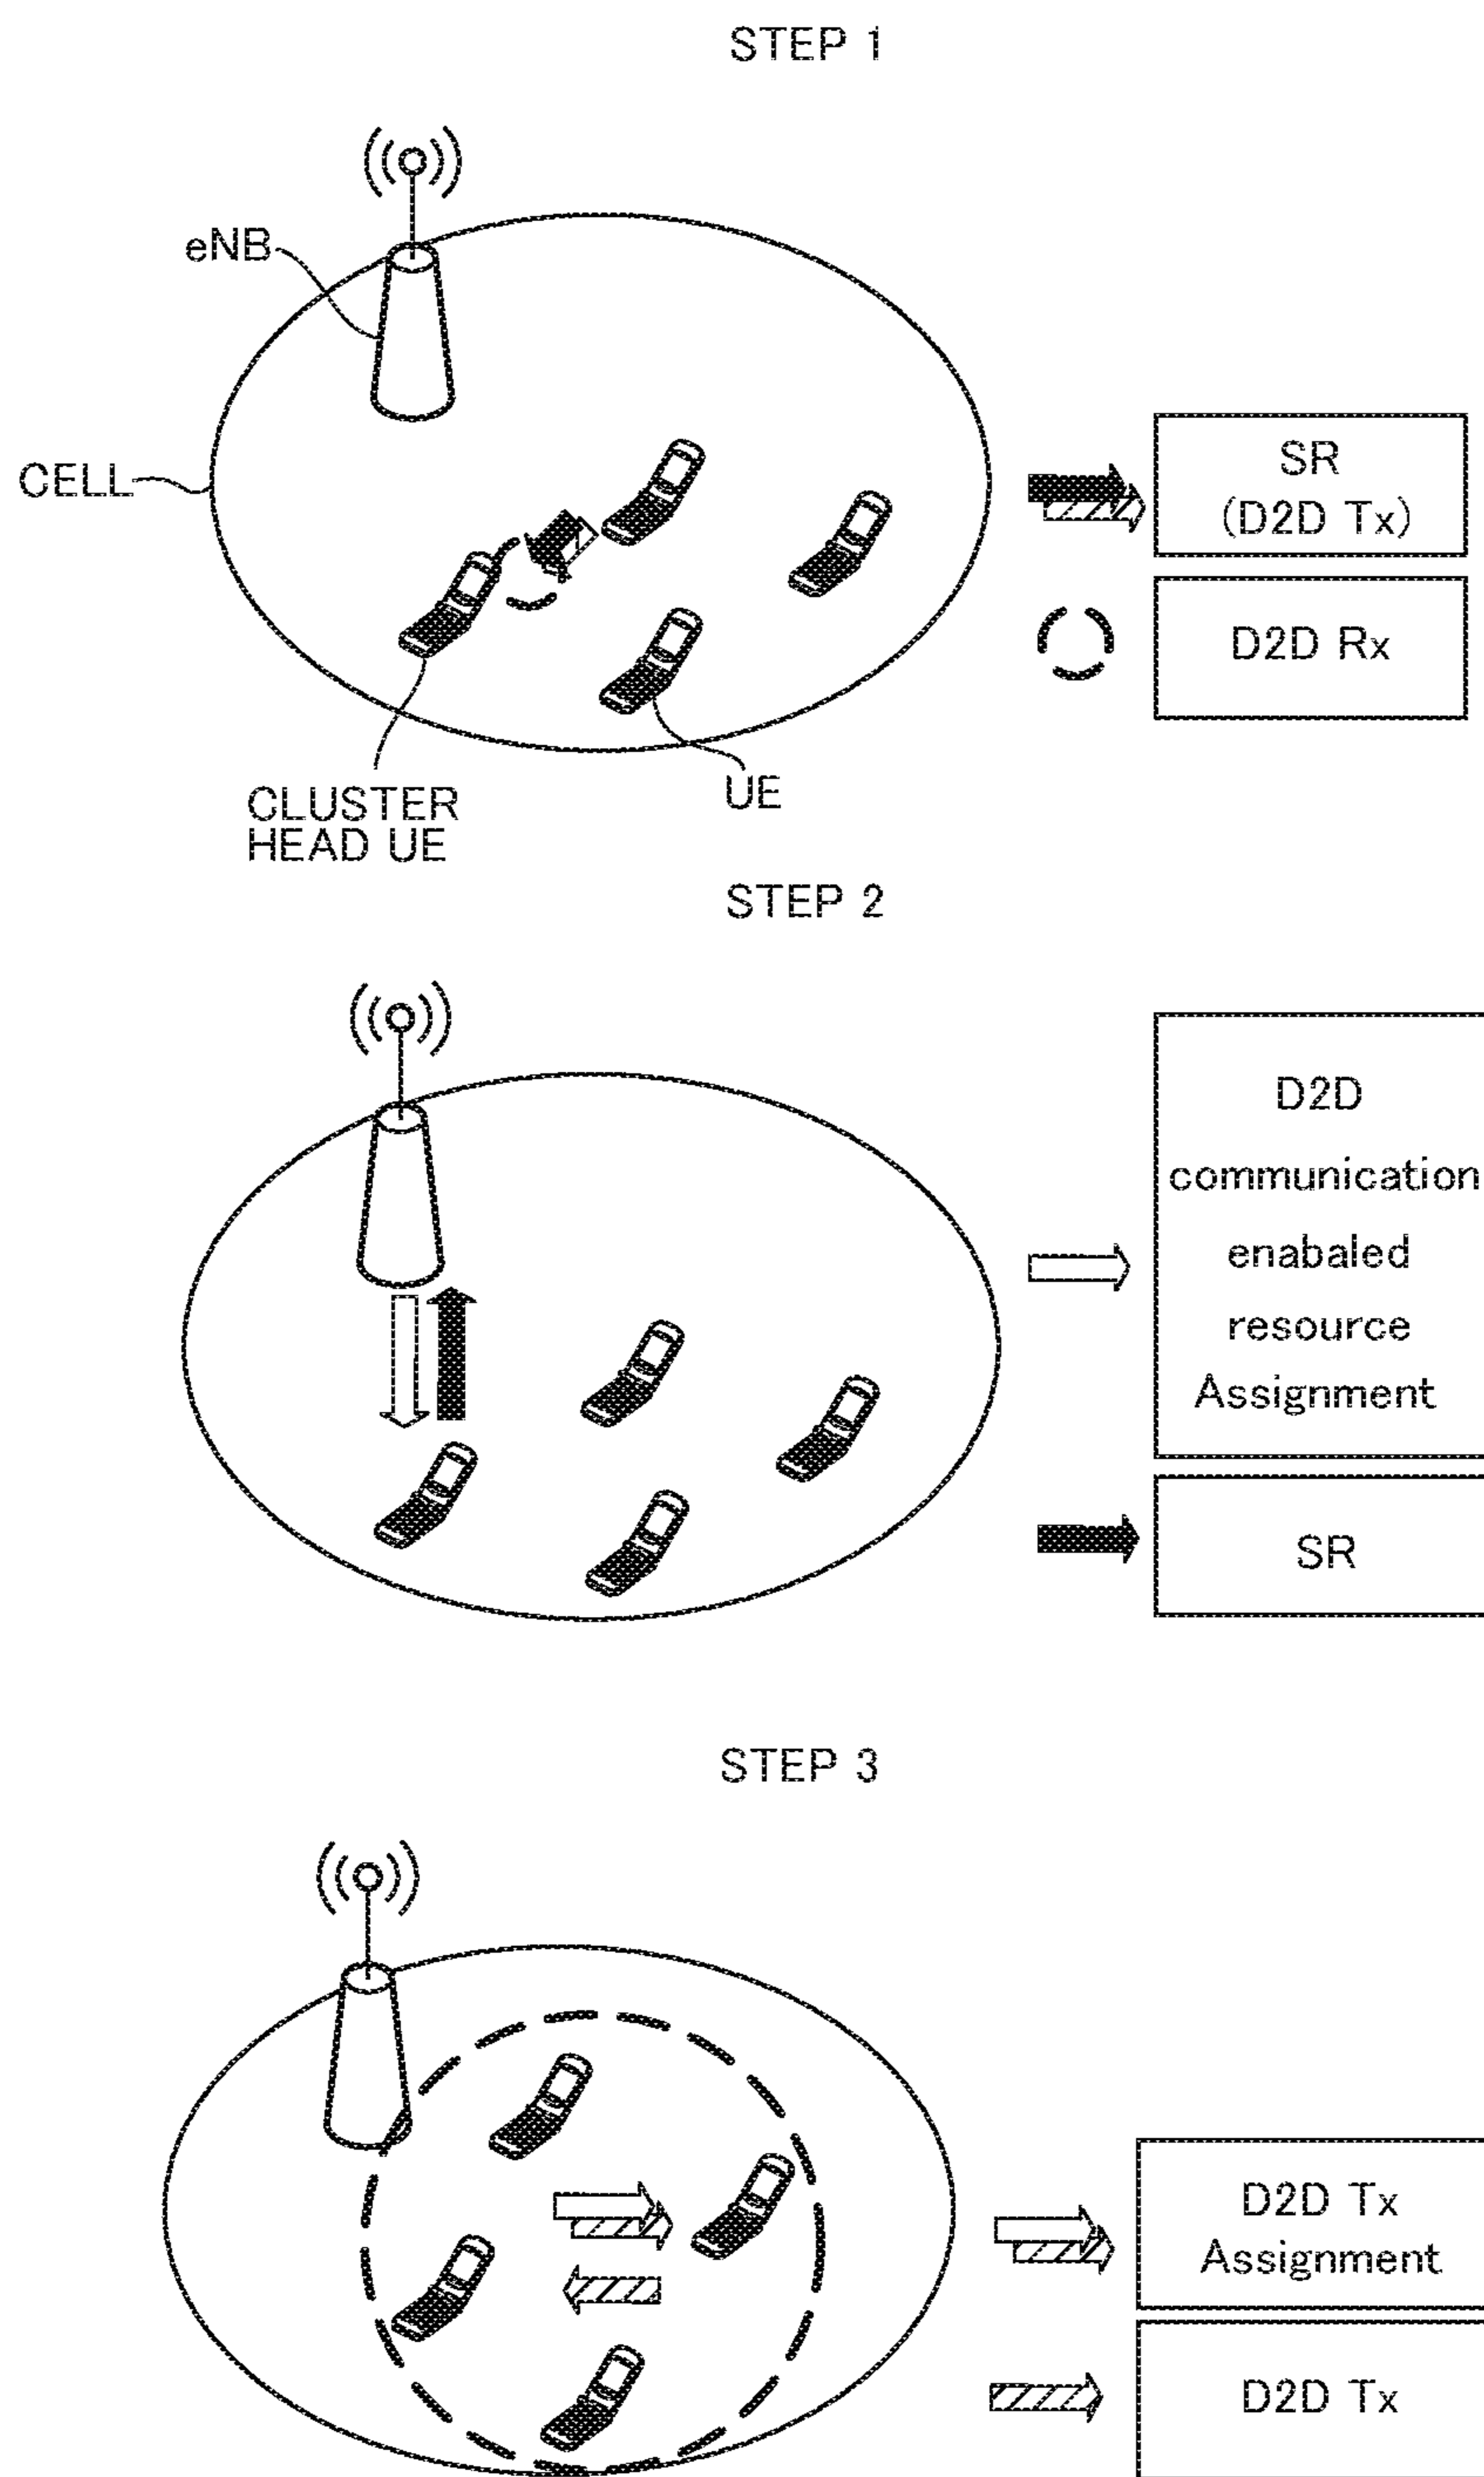 STEP 1
eNB
CELL
SR
(D2D Tx)
D2D Rx
CLUSTER
HEAD UE
UE
STEP 2
D2D
communication
enabaled
resource
Assignment
SR
STEP 3
D2D Tx
Assignment
D2D Tx